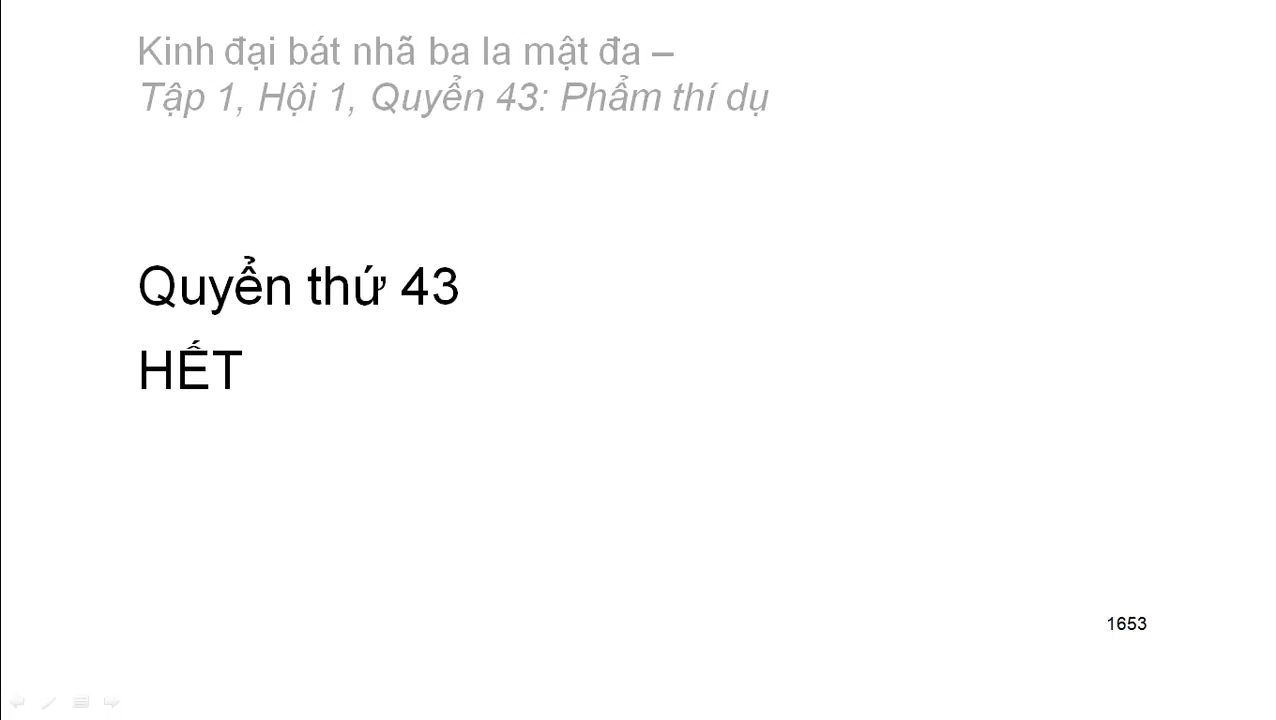 Kinh đại bát nhã ba la mật đa –
Tập 1, Hội 1, Quyển 43: Phẩm thí dụ
Quyển thứ 43
HẾT
1653